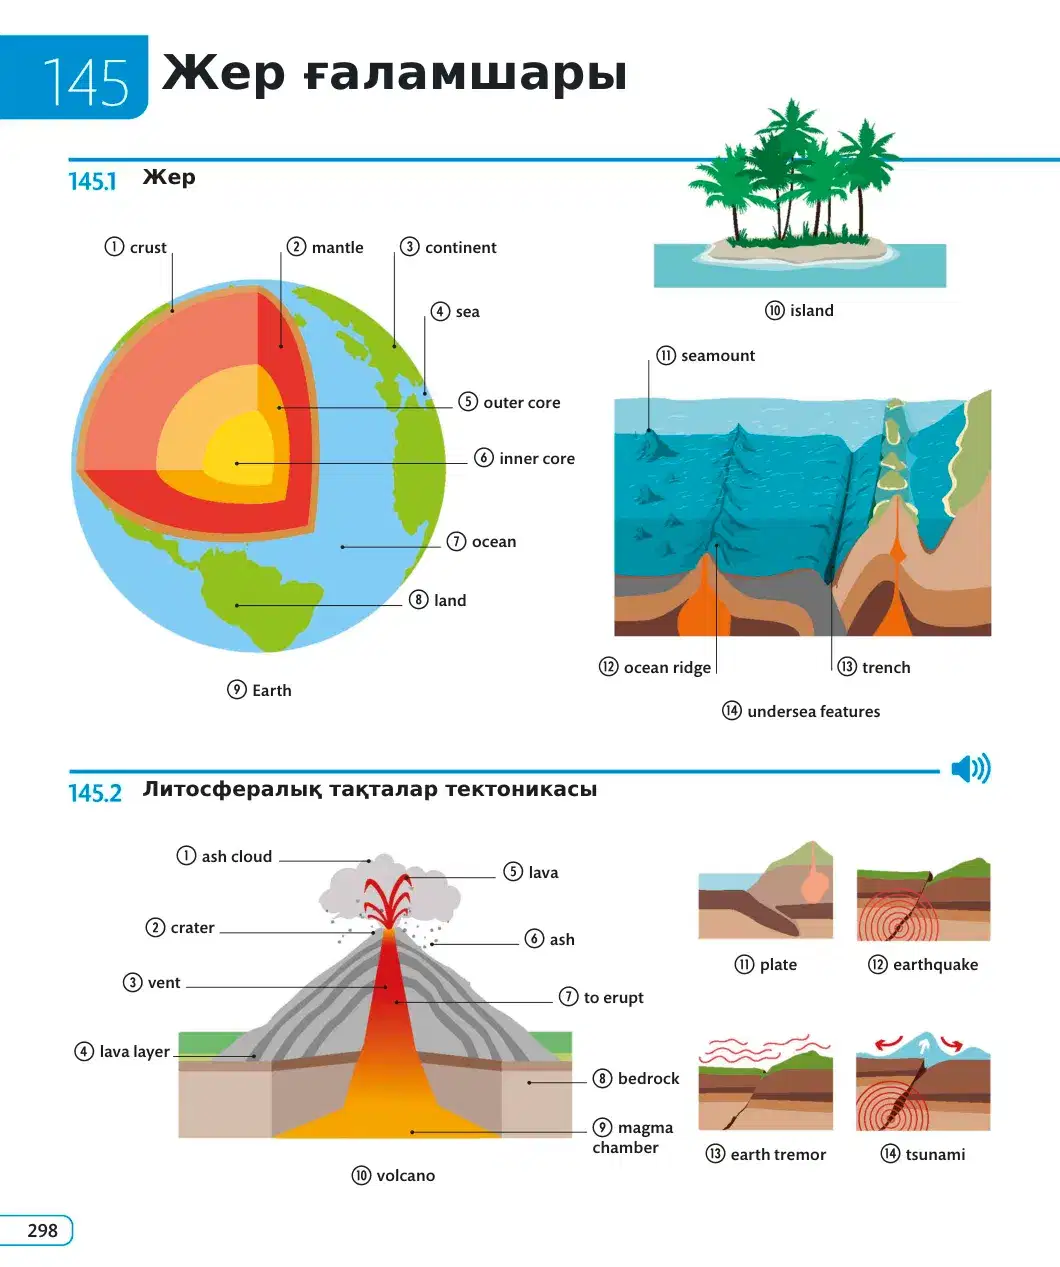 145
Жер ғаламшары
145.1 Жер
① crust
② mantle
③ continent
④ sea
⑤ outer core
⑥ inner core
⑦ ocean
⑧ land
⑨ Earth
⑩ island
⑪ seamount
⑫ ocean ridge
⑬ trench
⑭ undersea features
145.2 Литосфералық тақталар тектоникасы
① ash cloud
② crater
③ vent
④ lava layer
⑤ lava
⑥ ash
⑦ to erupt
⑧ bedrock
⑨ magma
chamber
⑩ volcano
⑪ plate
⑫ earthquake
⑬ earth tremor
⑭ tsunami
298